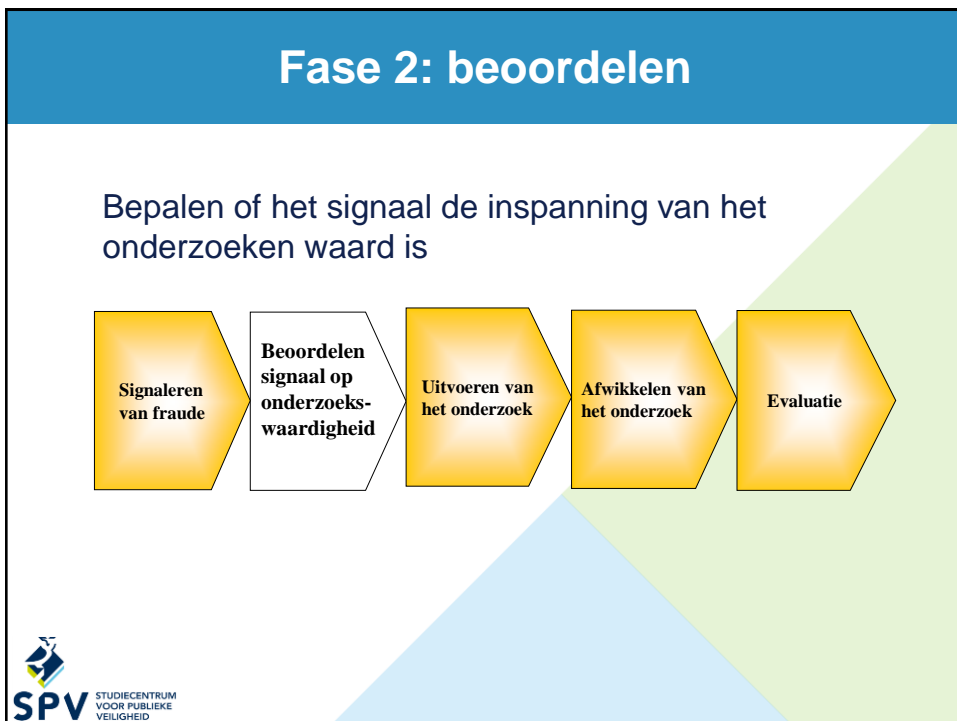 Fase 2: beoordelen
Bepalen of het signaal de inspanning van het
onderzoeken waard is
Signaleren
van fraude
Beoordelen
signaal op
onderzoeks-
waardigheid
Uitvoeren van
het onderzoek
Afwikkelen van
het onderzoek
Evaluatie
SPV
STUDIECENTRUM
VOOR PUBLIEKE
VEILIGHEID